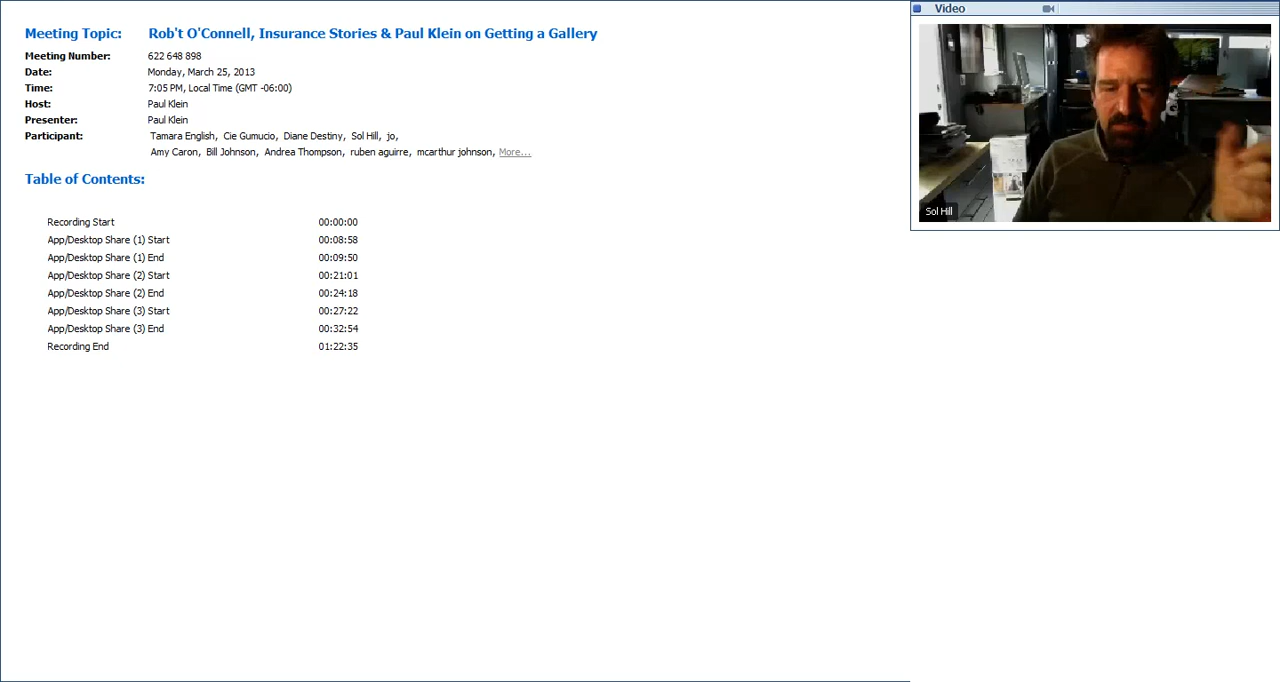 Video
Meeting Topic: Rob't O'Connell, Insurance Stories & Paul Klein on Getting a Gallery
Meeting Number: 622 648 898
Date: Monday, March 25, 2013
Time: 7:05 PM, Local Time (GMT -06:00)
Host: Paul Klein
Presenter: Paul Klein
Participant: Tamara English, Cie Gumucio, Diane Destiny, Sol Hill, jo,
Amy Caron, Bill Johnson, Andrea Thompson, ruben aguirre, mcarthur johnson, More...
Sol Hill
Table of Contents:
Recording Start 00:00:00
App/Desktop Share (1) Start 00:08:58
App/Desktop Share (1) End 00:09:50
App/Desktop Share (2) Start 00:21:01
App/Desktop Share (2) End 00:24:18
App/Desktop Share (3) Start 00:27:22
App/Desktop Share (3) End 00:32:54
Recording End 01:22:35